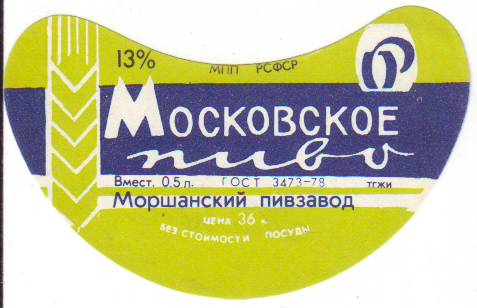 13%
МПП РСФСР
МОСКОВСКОЕ
пиво
Вмест. 0,5 л. ГОСТ 3473-78 тгжи
Моршанский пивзавод
ЦЕНА 36 к.
БЕЗ СТОИМОСТИ ПОСУДЫ